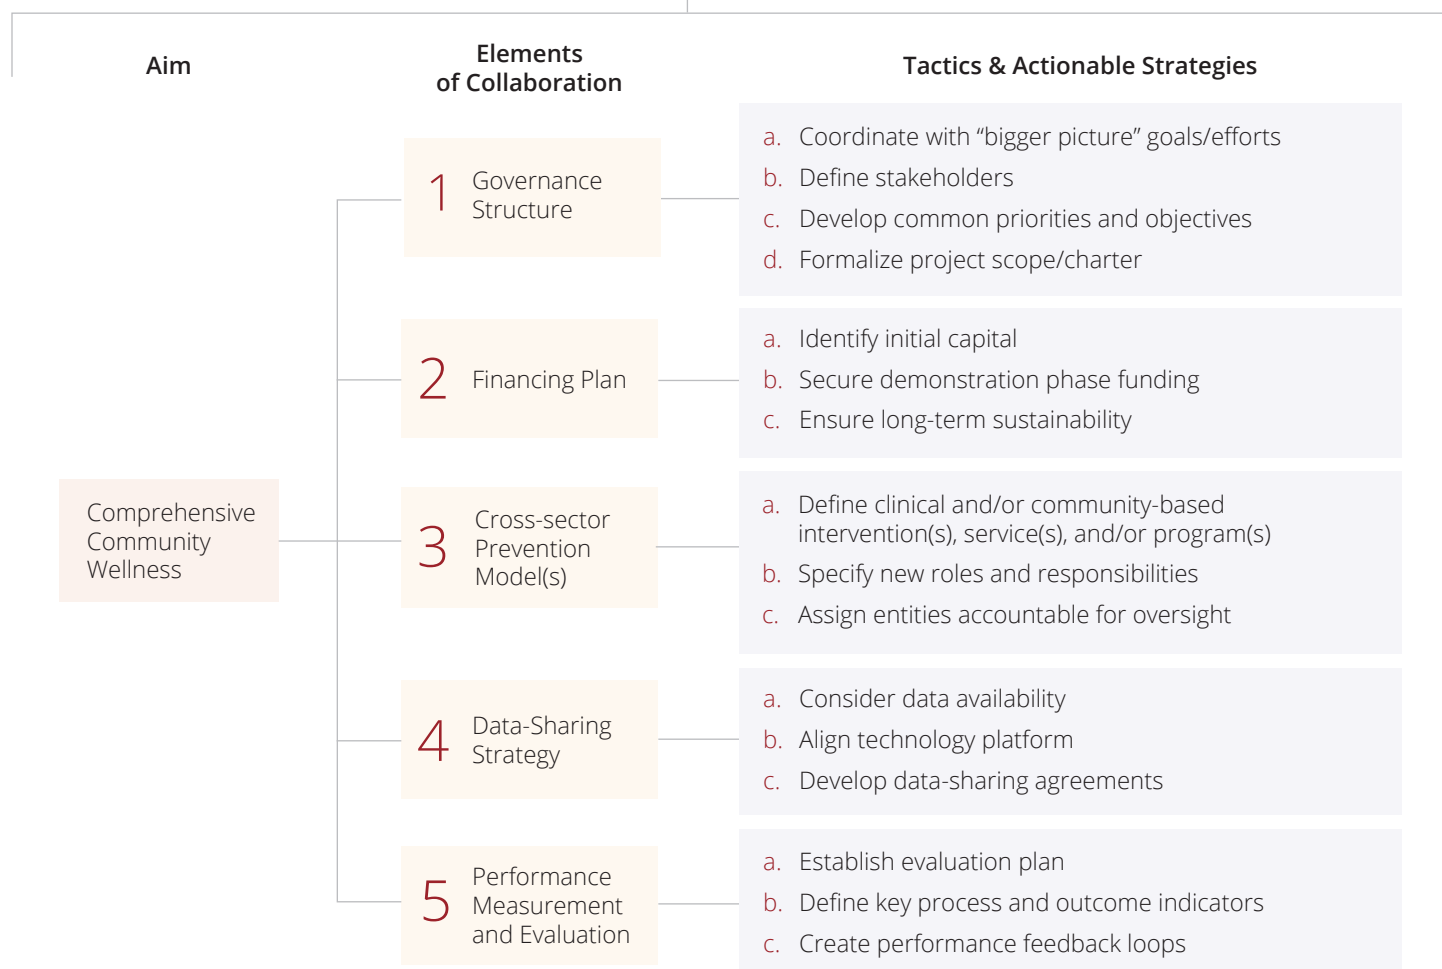 Aim
Elements
of Collaboration
Tactics & Actionable Strategies
Comprehensive
Community
Wellness
1 Governance
Structure
a. Coordinate with “bigger picture” goals/efforts
b. Define stakeholders
c. Develop common priorities and objectives
d. Formalize project scope/charter
2 Financing Plan
a. Identify initial capital
b. Secure demonstration phase funding
c. Ensure long-term sustainability
3 Cross-sector
Prevention
Model(s)
a. Define clinical and/or community-based
intervention(s), service(s), and/or program(s)
b. Specify new roles and responsibilities
c. Assign entities accountable for oversight
4 Data-Sharing
Strategy
a. Consider data availability
b. Align technology platform
c. Develop data-sharing agreements
5 Performance
Measurement
and Evaluation
a. Establish evaluation plan
b. Define key process and outcome indicators
c. Create performance feedback loops